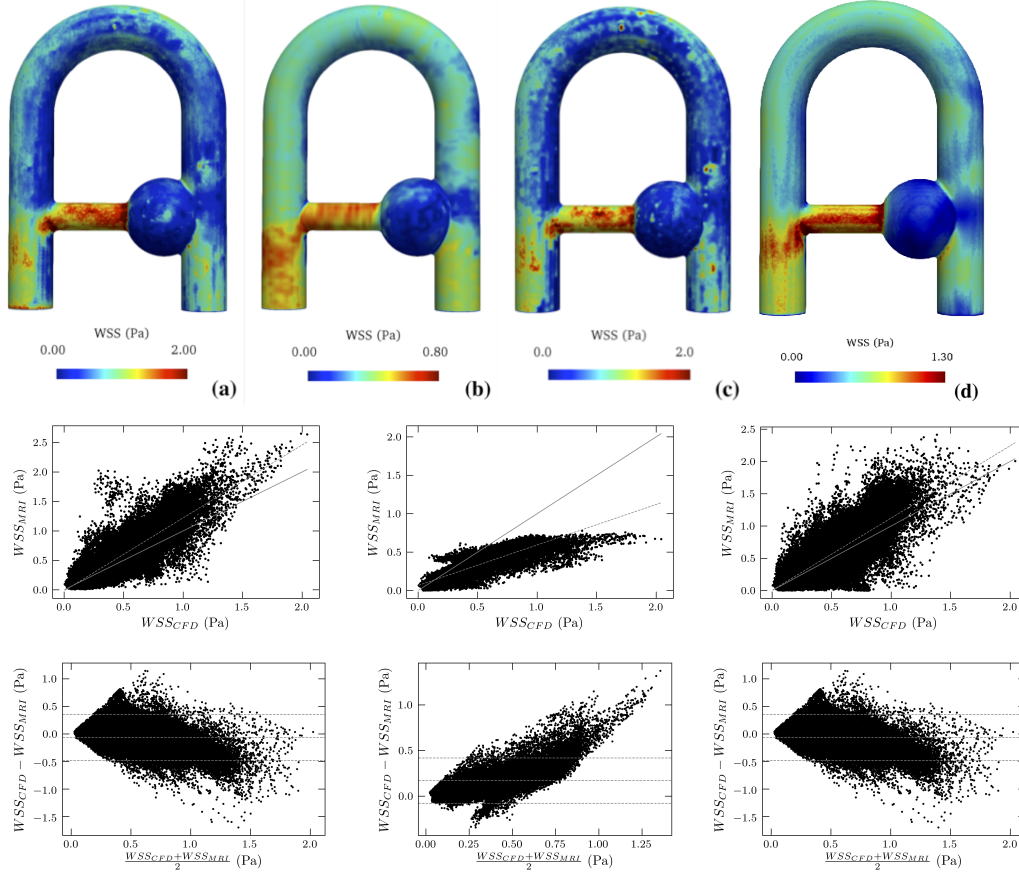 WSS (Pa)
0.00 2.00
(a)
WSS (Pa)
0.00 0.80
(b)
WSS (Pa)
0.0 2.0
(c)
WSS (Pa)
0.00 1.30
(d)
2.5
2.0
1.5
1.0
0.5
0.0
WSS_MRI (Pa)
0.0 0.5 1.0 1.5 2.0
WSS_CFD (Pa)
2.0
1.5
1.0
0.5
0.0
WSS_MRI (Pa)
0.0 0.5 1.0 1.5 2.0
WSS_CFD (Pa)
2.5
2.0
1.5
1.0
0.5
0.0
WSS_MRI (Pa)
0.0 0.5 1.0 1.5 2.0
WSS_CFD (Pa)
1.0
0.5
0.0
−0.5
−1.0
−1.5
WSS_CFD − WSS_MRI (Pa)
0.0 0.5 1.0 1.5 2.0
WSS_CFD+WSS_MRI
2 (Pa)
1.0
0.5
0.0
WSS_CFD − WSS_MRI (Pa)
0.00 0.25 0.50 0.75 1.00 1.25
WSS_CFD+WSS_MRI
2 (Pa)
1.0
0.5
0.0
−0.5
−1.0
−1.5
WSS_CFD − WSS_MRI (Pa)
0.0 0.5 1.0 1.5 2.0
WSS_CFD+WSS_MRI
2 (Pa)